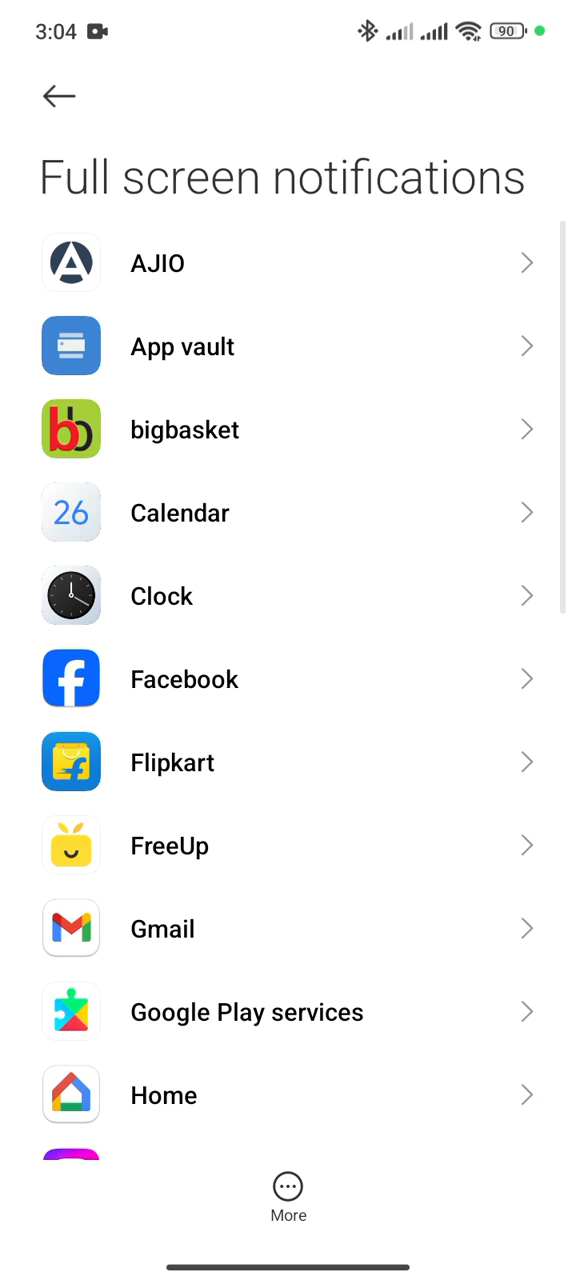 3:04 90
Full screen notifications
AJIO
App vault
bb
bigbasket
26
Calendar
Clock
f
Facebook
f
Flipkart
FreeUp
M
Gmail
Google Play services
Home
More